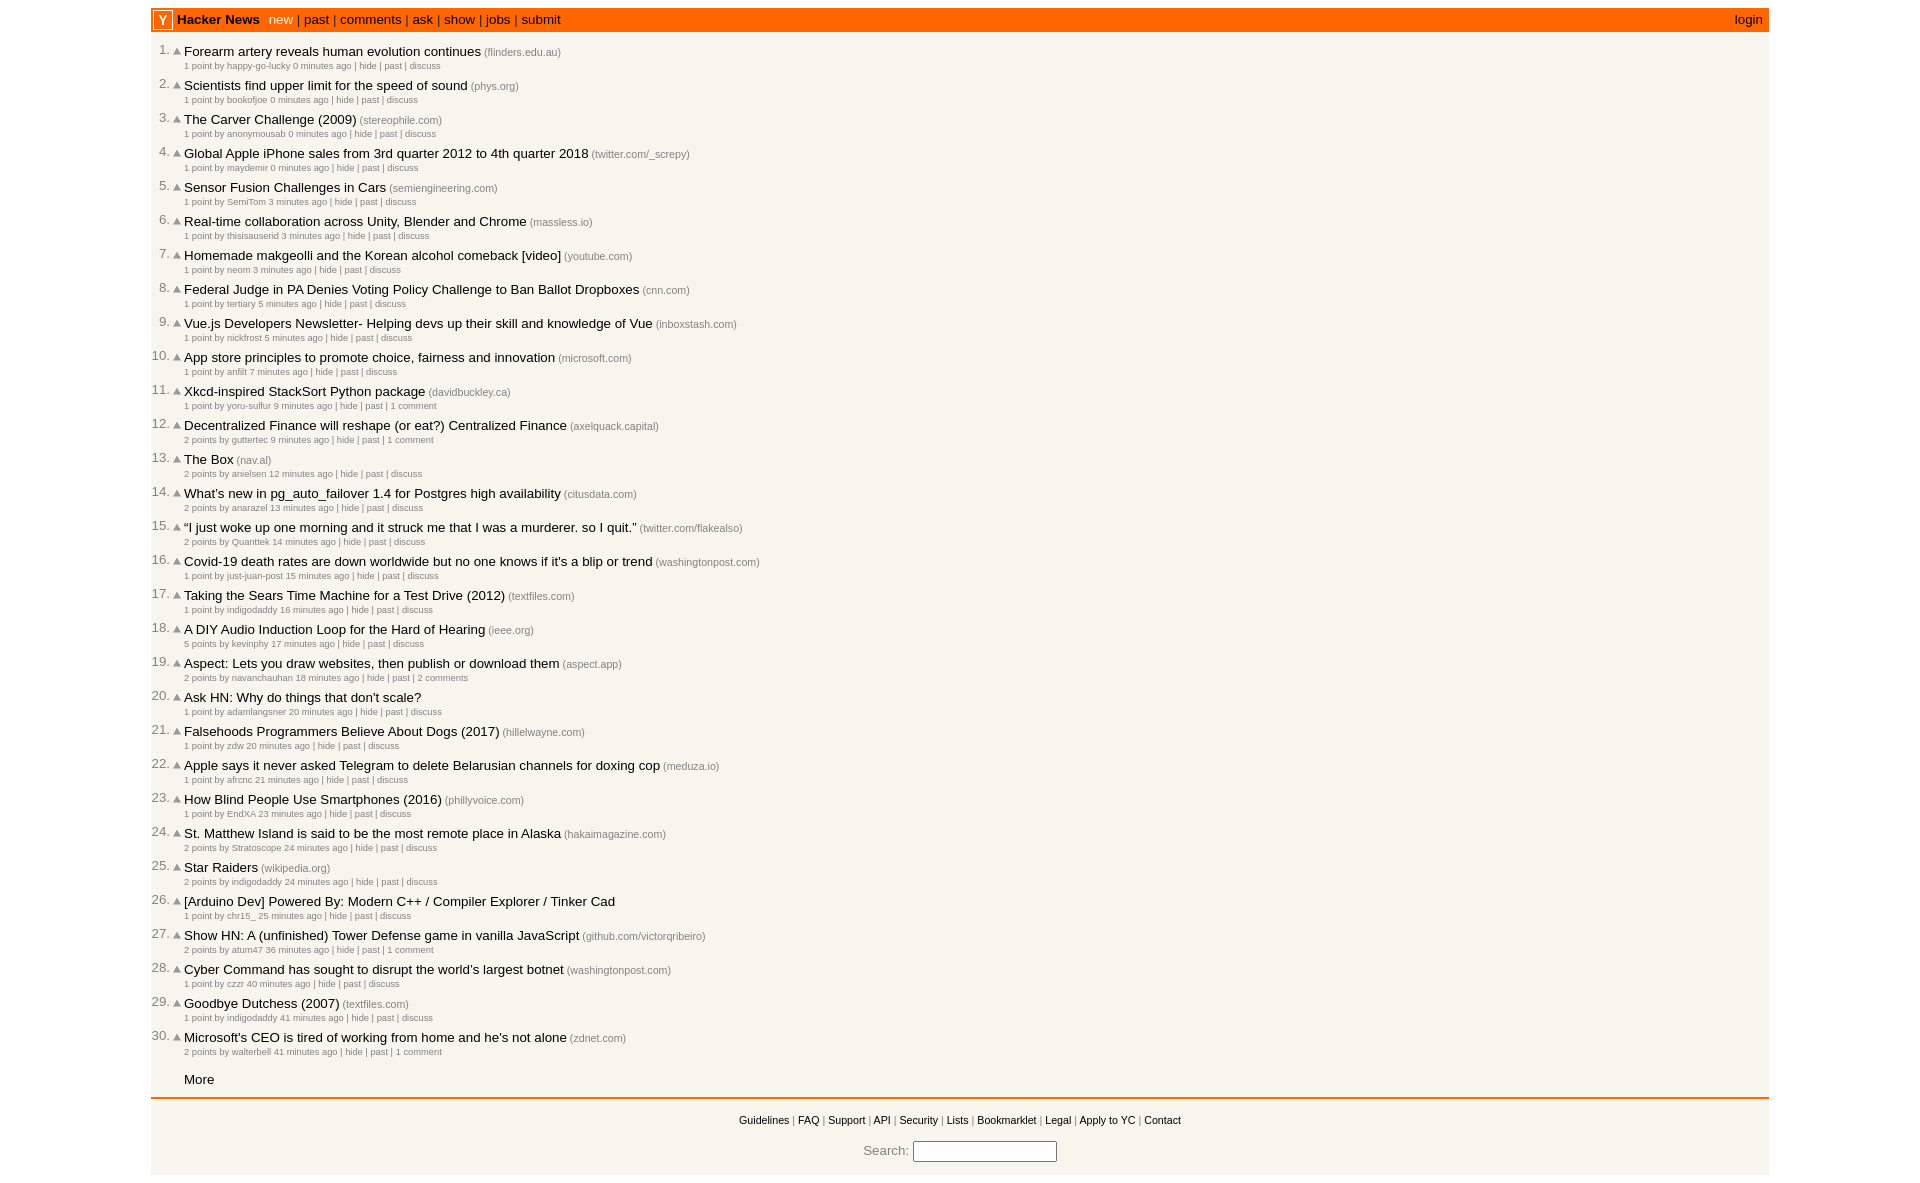 Y Hacker News new | past | comments | ask | show | jobs | submit login
1. Forearm artery reveals human evolution continues (flinders.edu.au)
1 point by happy-go-lucky 0 minutes ago | hide | past | discuss
2. Scientists find upper limit for the speed of sound (phys.org)
1 point by bookofjoe 0 minutes ago | hide | past | discuss
3. The Carver Challenge (2009) (stereophile.com)
1 point by anonymousab 0 minutes ago | hide | past | discuss
4. Global Apple iPhone sales from 3rd quarter 2012 to 4th quarter 2018 (twitter.com/_screpy)
1 point by maydemir 0 minutes ago | hide | past | discuss
5. Sensor Fusion Challenges in Cars (semiengineering.com)
1 point by SemiTom 3 minutes ago | hide | past | discuss
6. Real-time collaboration across Unity, Blender and Chrome (massless.io)
1 point by thisisauserid 3 minutes ago | hide | past | discuss
7. Homemade makgeolli and the Korean alcohol comeback [video] (youtube.com)
1 point by neom 3 minutes ago | hide | past | discuss
8. Federal Judge in PA Denies Voting Policy Challenge to Ban Ballot Dropboxes (cnn.com)
1 point by tertiary 5 minutes ago | hide | past | discuss
9. Vue.js Developers Newsletter- Helping devs up their skill and knowledge of Vue (inboxstash.com)
1 point by nickfrost 5 minutes ago | hide | past | discuss
10. App store principles to promote choice, fairness and innovation (microsoft.com)
1 point by anfilt 7 minutes ago | hide | past | discuss
11. Xkcd-inspired StackSort Python package (davidbuckley.ca)
1 point by yoru-sulfur 9 minutes ago | hide | past | 1 comment
12. Decentralized Finance will reshape (or eat?) Centralized Finance (axelquack.capital)
2 points by guttertec 9 minutes ago | hide | past | 1 comment
13. The Box (nav.al)
2 points by anielsen 12 minutes ago | hide | past | discuss
14. What's new in pg_auto_failover 1.4 for Postgres high availability (citusdata.com)
2 points by anarazel 13 minutes ago | hide | past | discuss
15. “I just woke up one morning and it struck me that I was a murderer. so I quit.” (twitter.com/flakealso)
2 points by Quanttek 14 minutes ago | hide | past | discuss
16. Covid-19 death rates are down worldwide but no one knows if it's a blip or trend (washingtonpost.com)
1 point by just-juan-post 15 minutes ago | hide | past | discuss
17. Taking the Sears Time Machine for a Test Drive (2012) (textfiles.com)
1 point by indigodaddy 16 minutes ago | hide | past | discuss
18. A DIY Audio Induction Loop for the Hard of Hearing (ieee.org)
5 points by kevinphy 17 minutes ago | hide | past | discuss
19. Aspect: Lets you draw websites, then publish or download them (aspect.app)
2 points by navanchauhan 18 minutes ago | hide | past | 2 comments
20. Ask HN: Why do things that don't scale?
1 point by adamlangsner 20 minutes ago | hide | past | discuss
21. Falsehoods Programmers Believe About Dogs (2017) (hillelwayne.com)
1 point by zdw 20 minutes ago | hide | past | discuss
22. Apple says it never asked Telegram to delete Belarusian channels for doxing cop (meduza.io)
1 point by afrcnc 21 minutes ago | hide | past | discuss
23. How Blind People Use Smartphones (2016) (phillyvoice.com)
1 point by EndXA 23 minutes ago | hide | past | discuss
24. St. Matthew Island is said to be the most remote place in Alaska (hakaimagazine.com)
2 points by Stratoscope 24 minutes ago | hide | past | discuss
25. Star Raiders (wikipedia.org)
2 points by indigodaddy 24 minutes ago | hide | past | discuss
26. [Arduino Dev] Powered By: Modern C++ / Compiler Explorer / Tinker Cad
1 point by chr15_ 25 minutes ago | hide | past | discuss
27. Show HN: A (unfinished) Tower Defense game in vanilla JavaScript (github.com/victorqribeiro)
2 points by atum47 36 minutes ago | hide | past | 1 comment
28. Cyber Command has sought to disrupt the world's largest botnet (washingtonpost.com)
1 point by czzr 40 minutes ago | hide | past | discuss
29. Goodbye Dutchess (2007) (textfiles.com)
1 point by indigodaddy 41 minutes ago | hide | past | discuss
30. Microsoft's CEO is tired of working from home and he's not alone (zdnet.com)
2 points by walterbell 41 minutes ago | hide | past | 1 comment
More
Guidelines | FAQ | Support | API | Security | Lists | Bookmarklet | Legal | Apply to YC | Contact
Search: